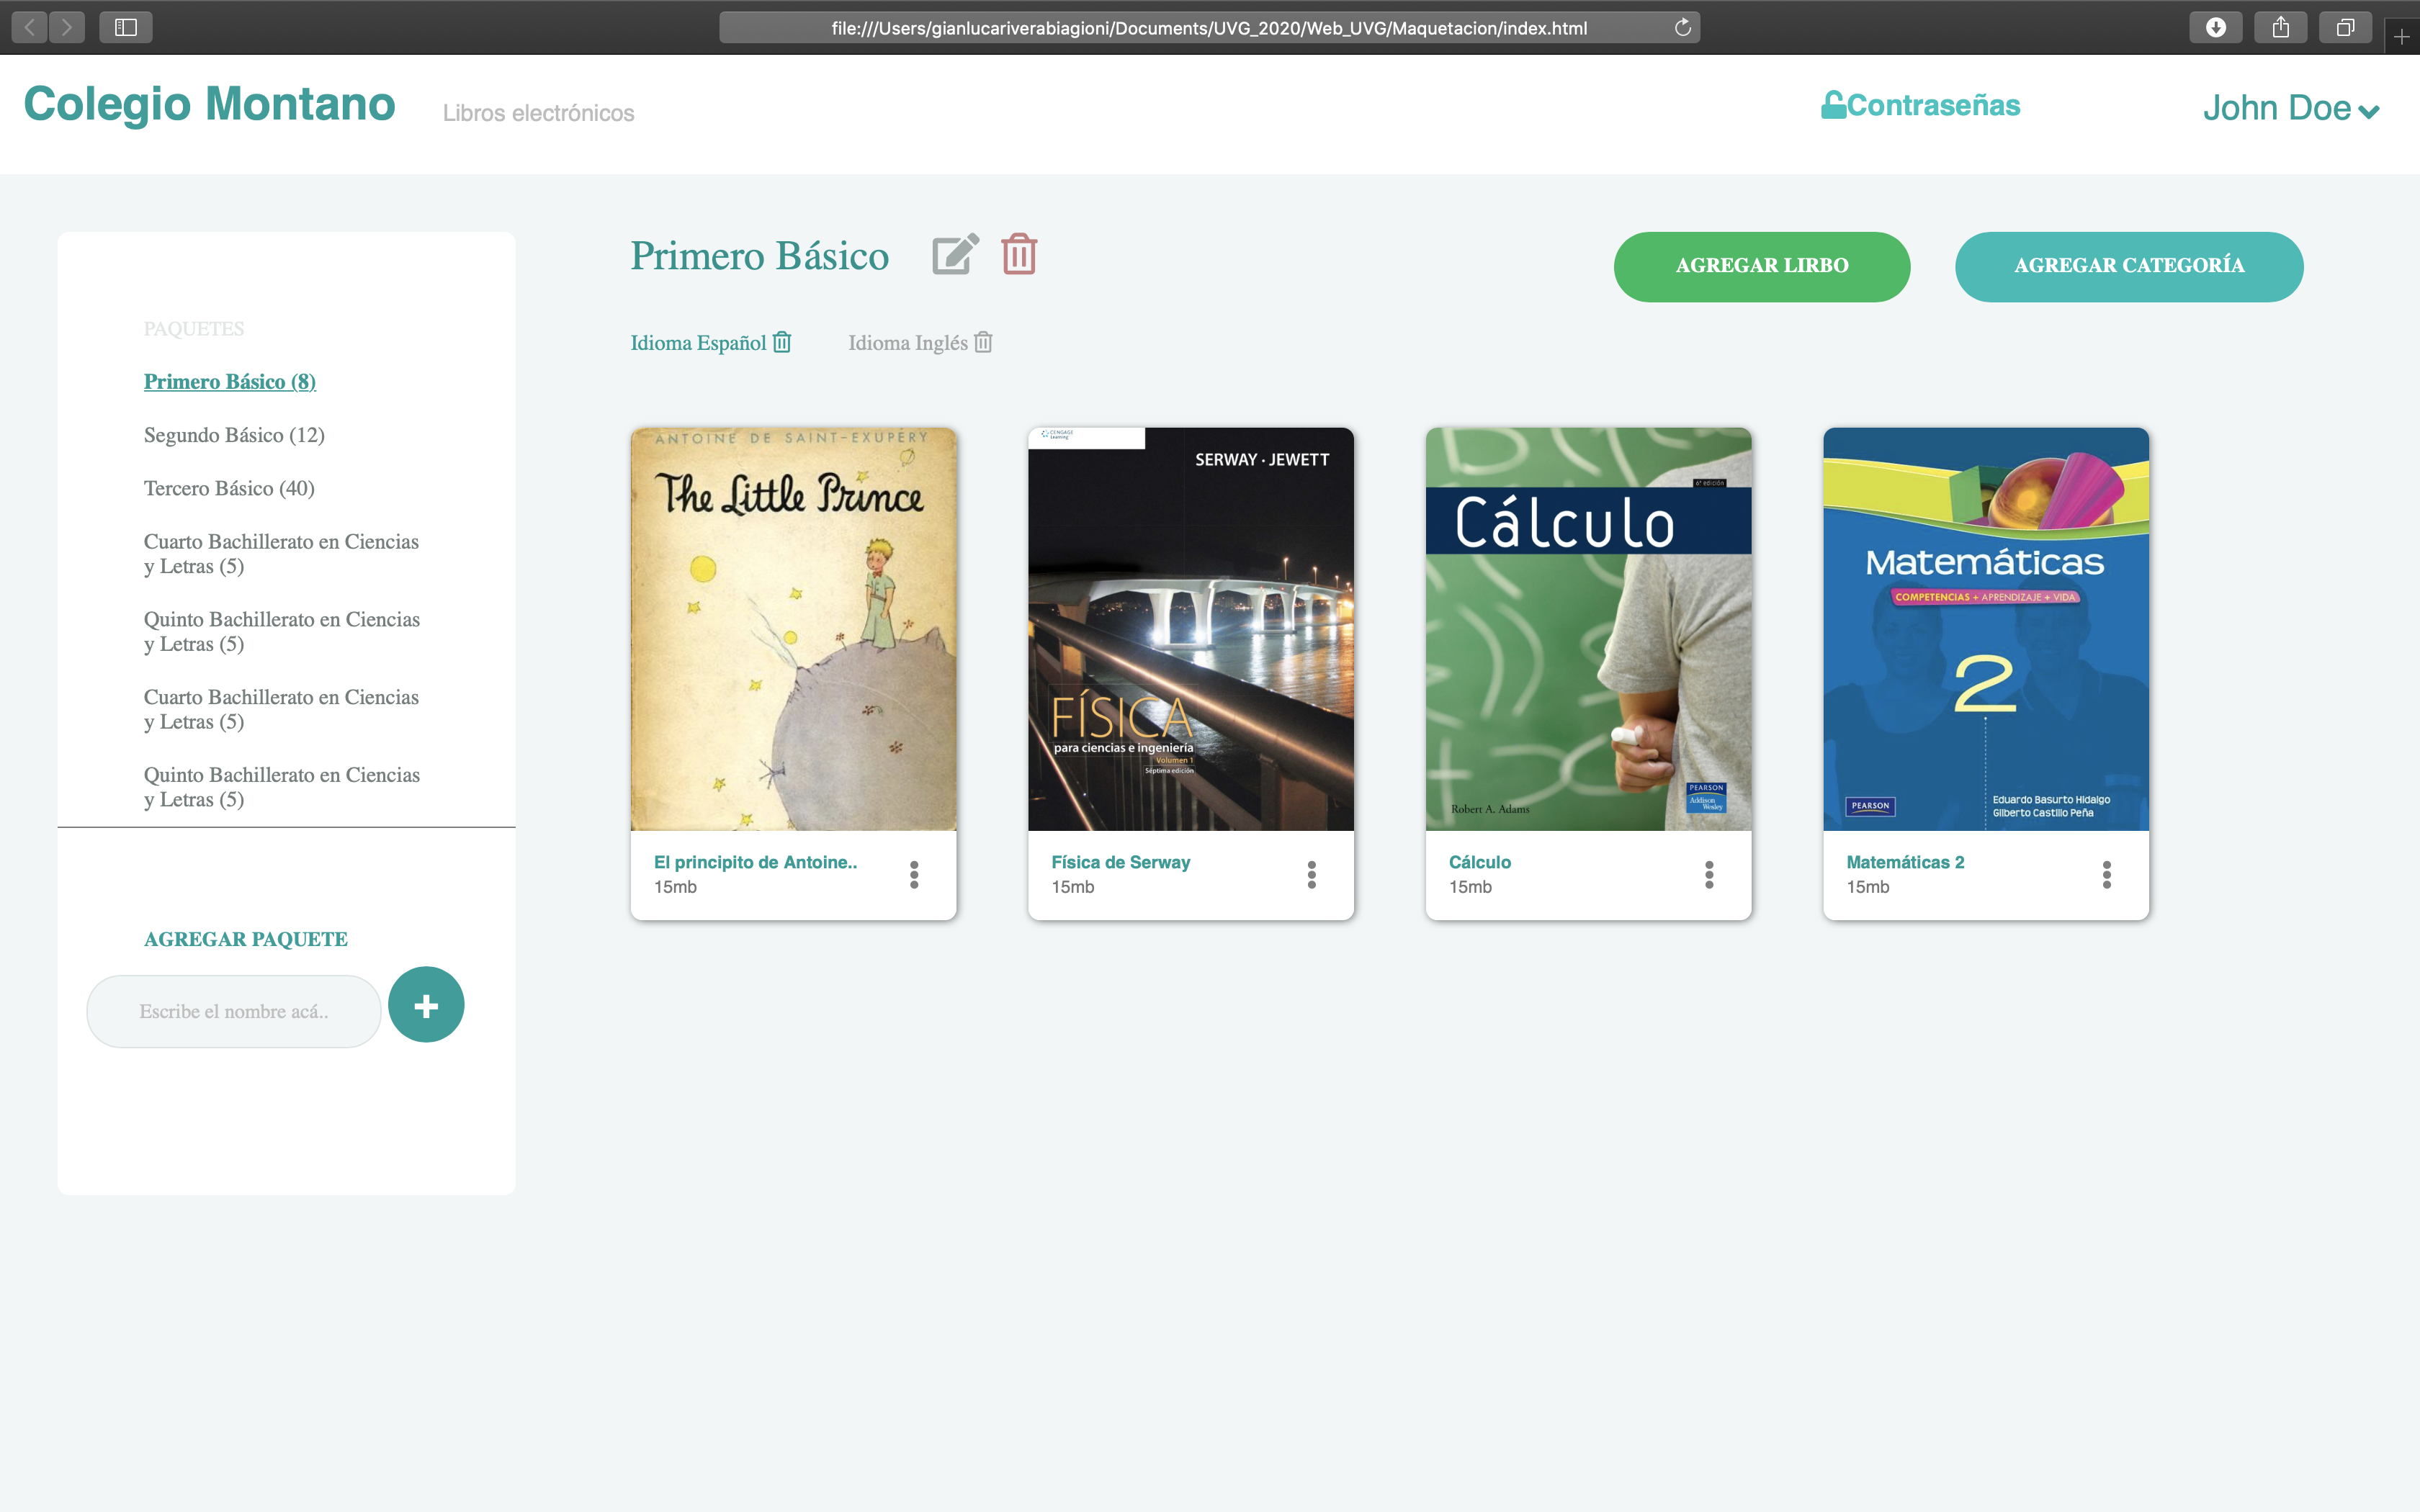 file:///Users/gianlucariverabiagioni/Documents/UVG_2020/Web_UVG/Maquetacion/index.html
Colegio Montano
Libros electrónicos
Contraseñas
John Doe
PAQUETES
Primero Básico (8)
Segundo Básico (12)
Tercero Básico (40)
Cuarto Bachillerato en Ciencias
y Letras (5)
Quinto Bachillerato en Ciencias
y Letras (5)
Cuarto Bachillerato en Ciencias
y Letras (5)
Quinto Bachillerato en Ciencias
y Letras (5)
AGREGAR PAQUETE
Escribe el nombre acá..
Primero Básico
AGREGAR LIRBO
AGREGAR CATEGORÍA
Idioma Español
Idioma Inglés
ANTOINE DE SAINT-EXUPÉRY
The Little Prince
El principito de Antoine..
15mb
CENGAGE
Learning
SERWAY · JEWETT
FÍSICA
para ciencias e ingeniería
Volumen 1
Séptima edición
Física de Serway
15mb
6ª edición
Cálculo
Robert A. Adams
PEARSON
Addison
Wesley
Cálculo
15mb
Matemáticas
COMPETENCIAS + APRENDIZAJE + VIDA
2
PEARSON
Eduardo Basurto Hidalgo
Gilberto Castillo Peña
Matemáticas 2
15mb